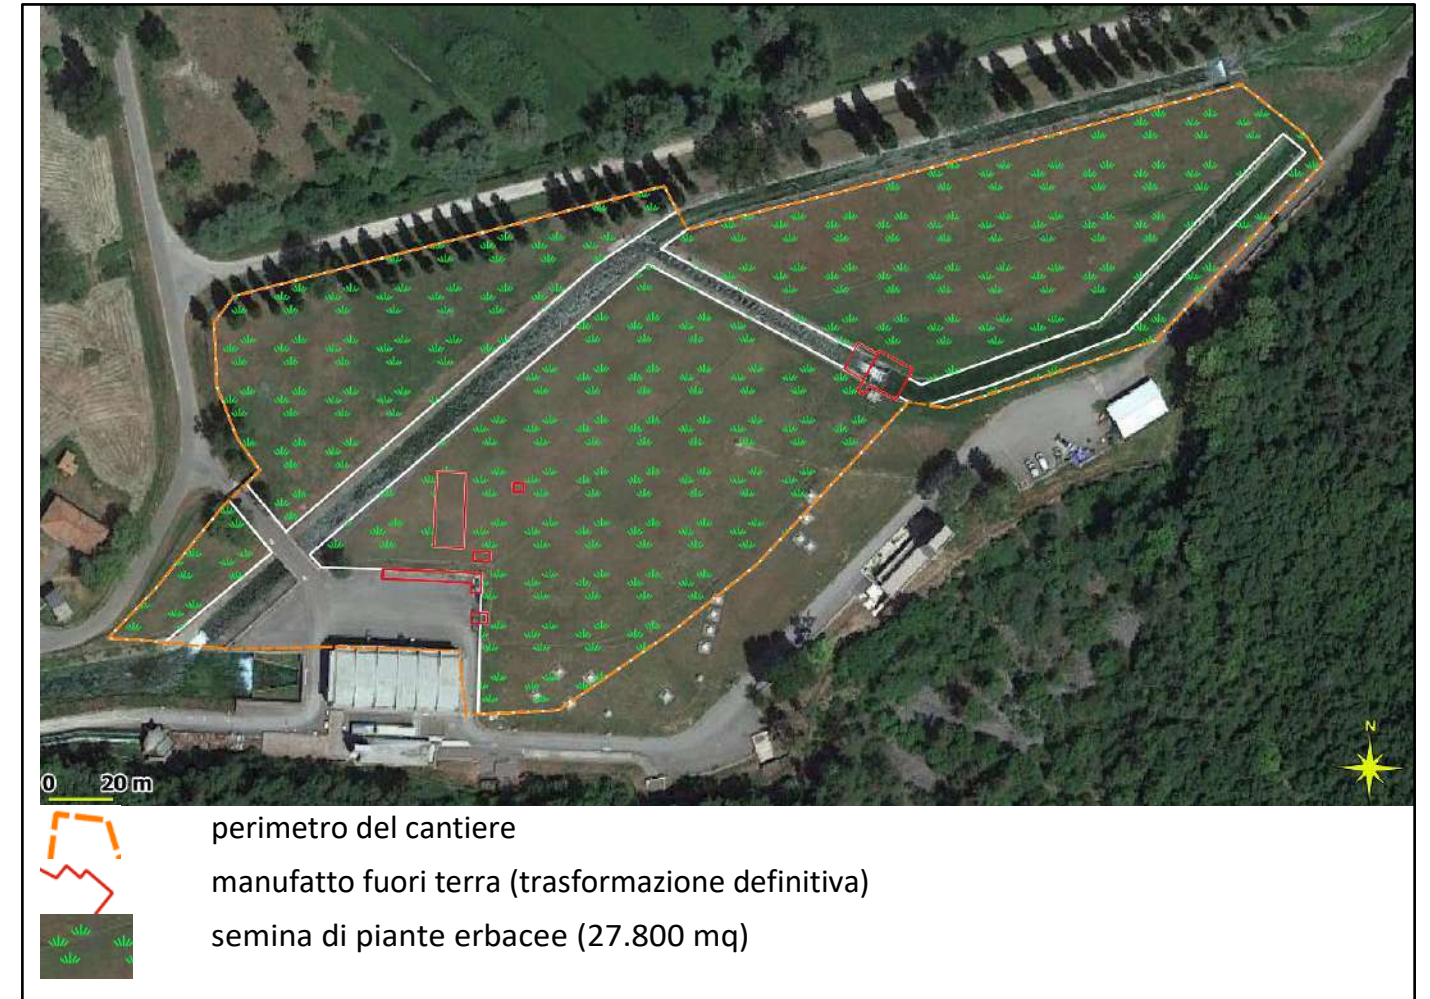 N
0 20 m
perimetro del cantiere
manufatto fuori terra (trasformazione definitiva)
semina di piante erbacee (27.800 mq)